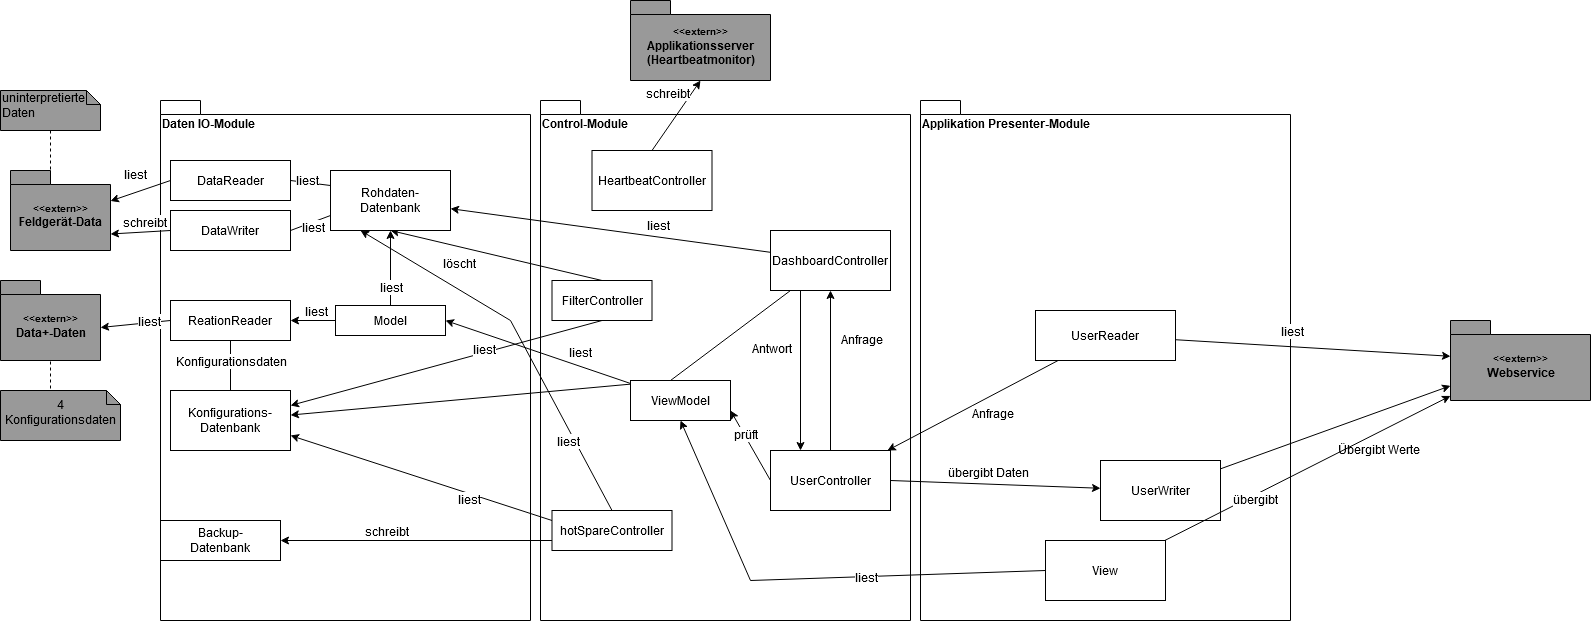 <<extern>>
Applikationsserver
(Heartbeatmonitor)
schreibt
uninterpretierte
Daten
Daten IO-Module
Control-Module
Applikation Presenter-Module
liest
DataReader
liest
Rohdaten-
Datenbank
HeartbeatController
<<extern>>
Feldgerät-Data
schreibt
DataWriter
liest
liest
DashboardController
löscht
FilterController
liest
<<extern>>
Data+-Daten
liest
ReationReader
liest
Model
UserReader
liest
Antwort
Anfrage
liest
liest
Konfigurationsdaten
<<extern>>
Webservice
4
Konfigurationsdaten
Konfigurations-
Datenbank
ViewModel
Anfrage
prüft
liest
Übergibt Werte
UserController
übergibt Daten
UserWriter
liest
übergibt
Backup-
Datenbank
schreibt
hotSpareController
liest
View